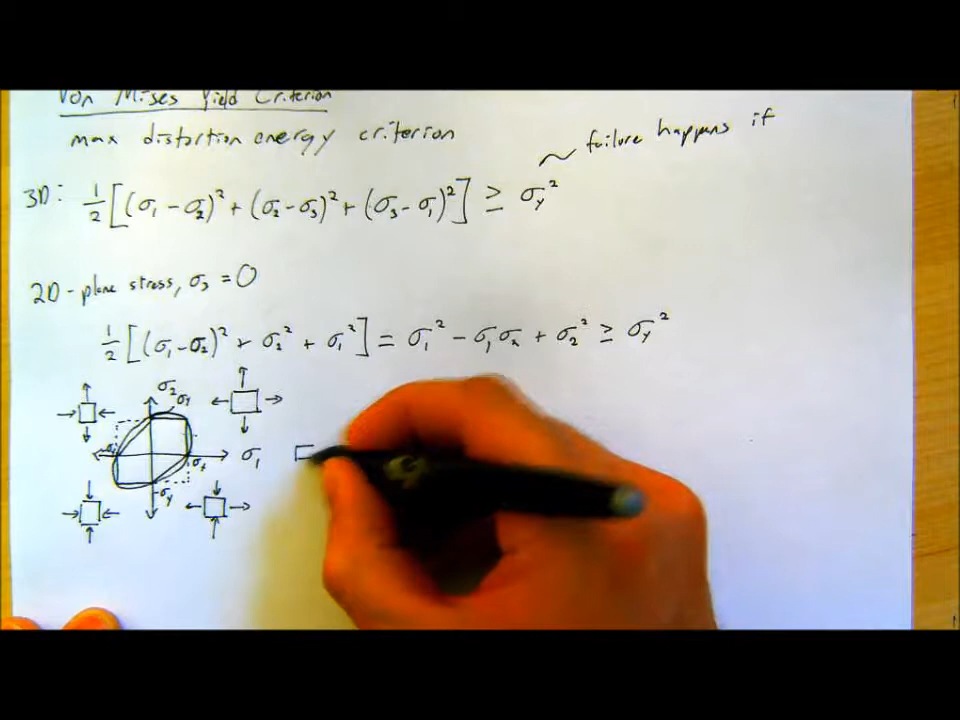 Von Mises Yield Criterion
max distortion energy criterion
failure happens if
3D: 1/2 [(σ₁ - σ₂)² + (σ₂ - σ₃)² + (σ₃ - σ₁)²] ≥ σy²
2D - plane stress, σ₃ = 0
1/2 [(σ₁ - σ₂)² + σ₂² + σ₁²] = σ₁² - σ₁σ₂ + σ₂² ≥ σy²
σ₂
σy
σ₁
σy
σy